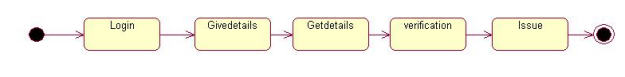 Login
Givedetails
Getdetails
verification
Issue